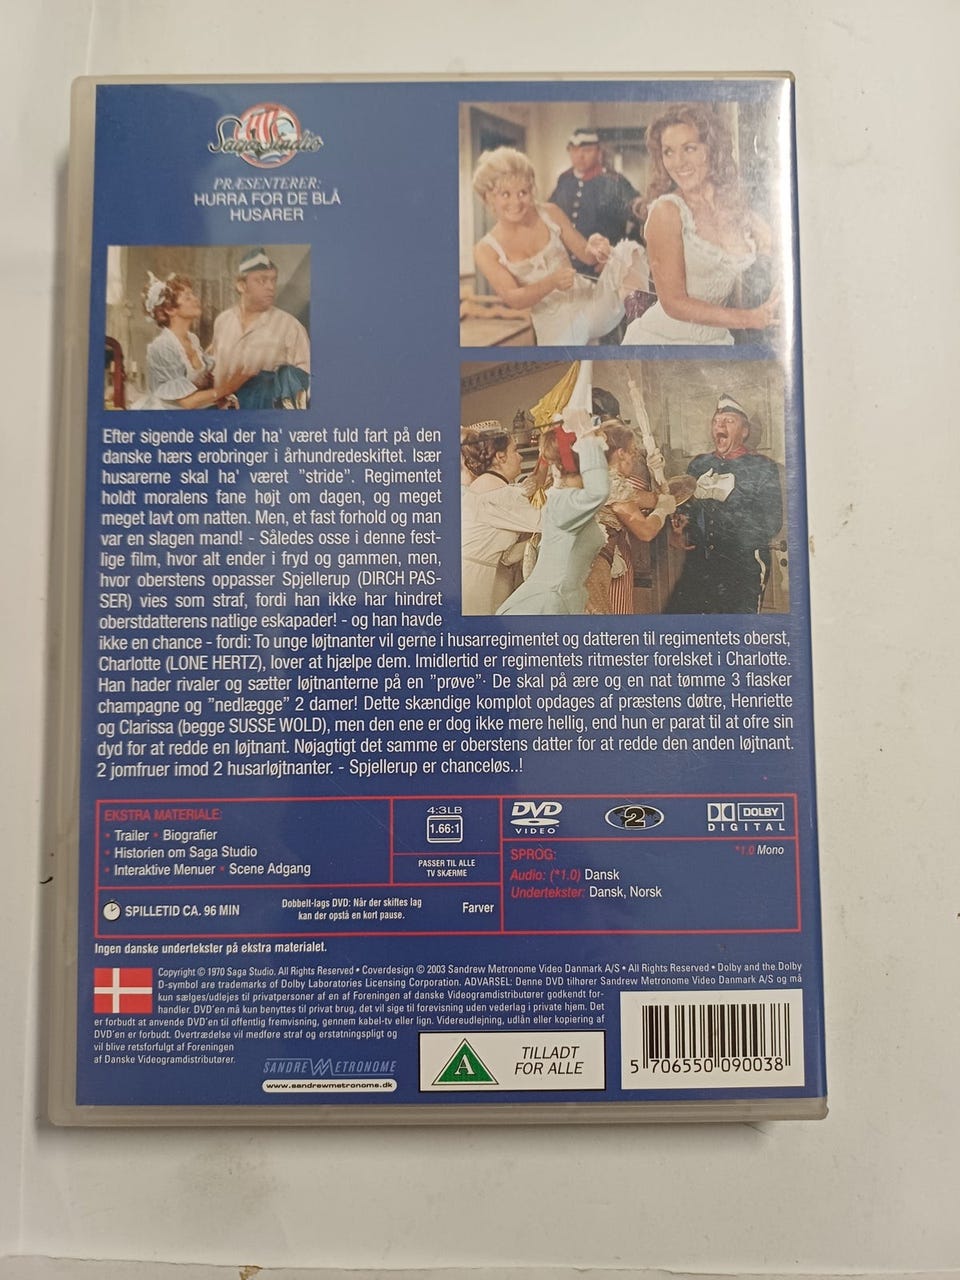 Saga Studio
PRÆSENTERER:
HURRA FOR DE BLÅ
HUSARER
Efter sigende skal der ha' været fuld fart på den
danske hærs erobringer i århundredeskiftet. Især
husarerne skal ha' været "stride". Regimentet
holdt moralens fane højt om dagen, og meget
meget lavt om natten. Men, et fast forhold og man
var en slagen mand! - Således osse i denne fest-
lige film, hvor alt ender i fryd og gammen, men,
hvor oberstens oppasser Spjellerup (DIRCH PAS-
SER) vies som straf, fordi han ikke har hindret
oberstdatterens natlige eskapader! - og han havde
ikke en chance - fordi: To unge løjtnanter vil gerne i husarregimentet og datteren til regimentets oberst,
Charlotte (LONE HERTZ), lover at hjælpe dem. Imidlertid er regimentets ritmester forelsket i Charlotte.
Han hader rivaler og sætter løjtnanterne på en "prøve"· De skal på ære og en nat tømme 3 flasker
champagne og "nedlægge" 2 damer! Dette skændige komplot opdages af præstens døtre, Henriette
og Clarissa (begge SUSSE WOLD), men den ene er dog ikke mere hellig, end hun er parat til at ofre sin
dyd for at redde en løjtnant. Nøjagtigt det samme er oberstens datter for at redde den anden løjtnant.
2 jomfruer imod 2 husarløjtnanter. - Spjellerup er chanceløs..!
EKSTRA MATERIALE:
• Trailer • Biografier
• Historien om Saga Studio
• Interaktive Menuer • Scene Adgang
4:3LB
1.66:1
PASSER TIL ALLE
TV SKÆRME
DVD
VIDEO
2
DOLBY
DIGITAL
SPROG:
*1.0 Mono
Audio: (*1.0) Dansk
Undertekster: Dansk, Norsk
SPILLETID CA. 96 MIN
Dobbelt-lags DVD: Når der skiftes lag
kan der opstå en kort pause.
Farver
Ingen danske undertekster på ekstra materialet.
Copyright © 1970 Saga Studio. All Rights Reserved • Coverdesign © 2003 Sandrew Metronome Video Danmark A/S • All Rights Reserved • Dolby and the Dolby
D-symbol are trademarks of Dolby Laboratories Licensing Corporation. ADVARSEL: Denne DVD tilhører Sandrew Metronome Video Danmark A/S og må
kun sælges/udlejes til privatpersoner af en af Foreningen af danske Videogramdistributører godkendt for-
handler. DVD'en må kun benyttes til privat brug, det vil sige til forevisning uden vederlag i private hjem. Det
er forbudt at anvende DVD'en til offentlig fremvisning, gennem kabel-tv eller lign. Videreudlejning, udlån eller kopiering af
DVD'en er forbudt. Overtrædelse vil medføre straf og erstatningspligt og
vil blive retsforfulgt af Foreningen
af Danske Videogramdistributører.
SANDREW METRONOME
www.sandrewmetronome.dk
A
TILLADT
FOR ALLE
5 706550 090038